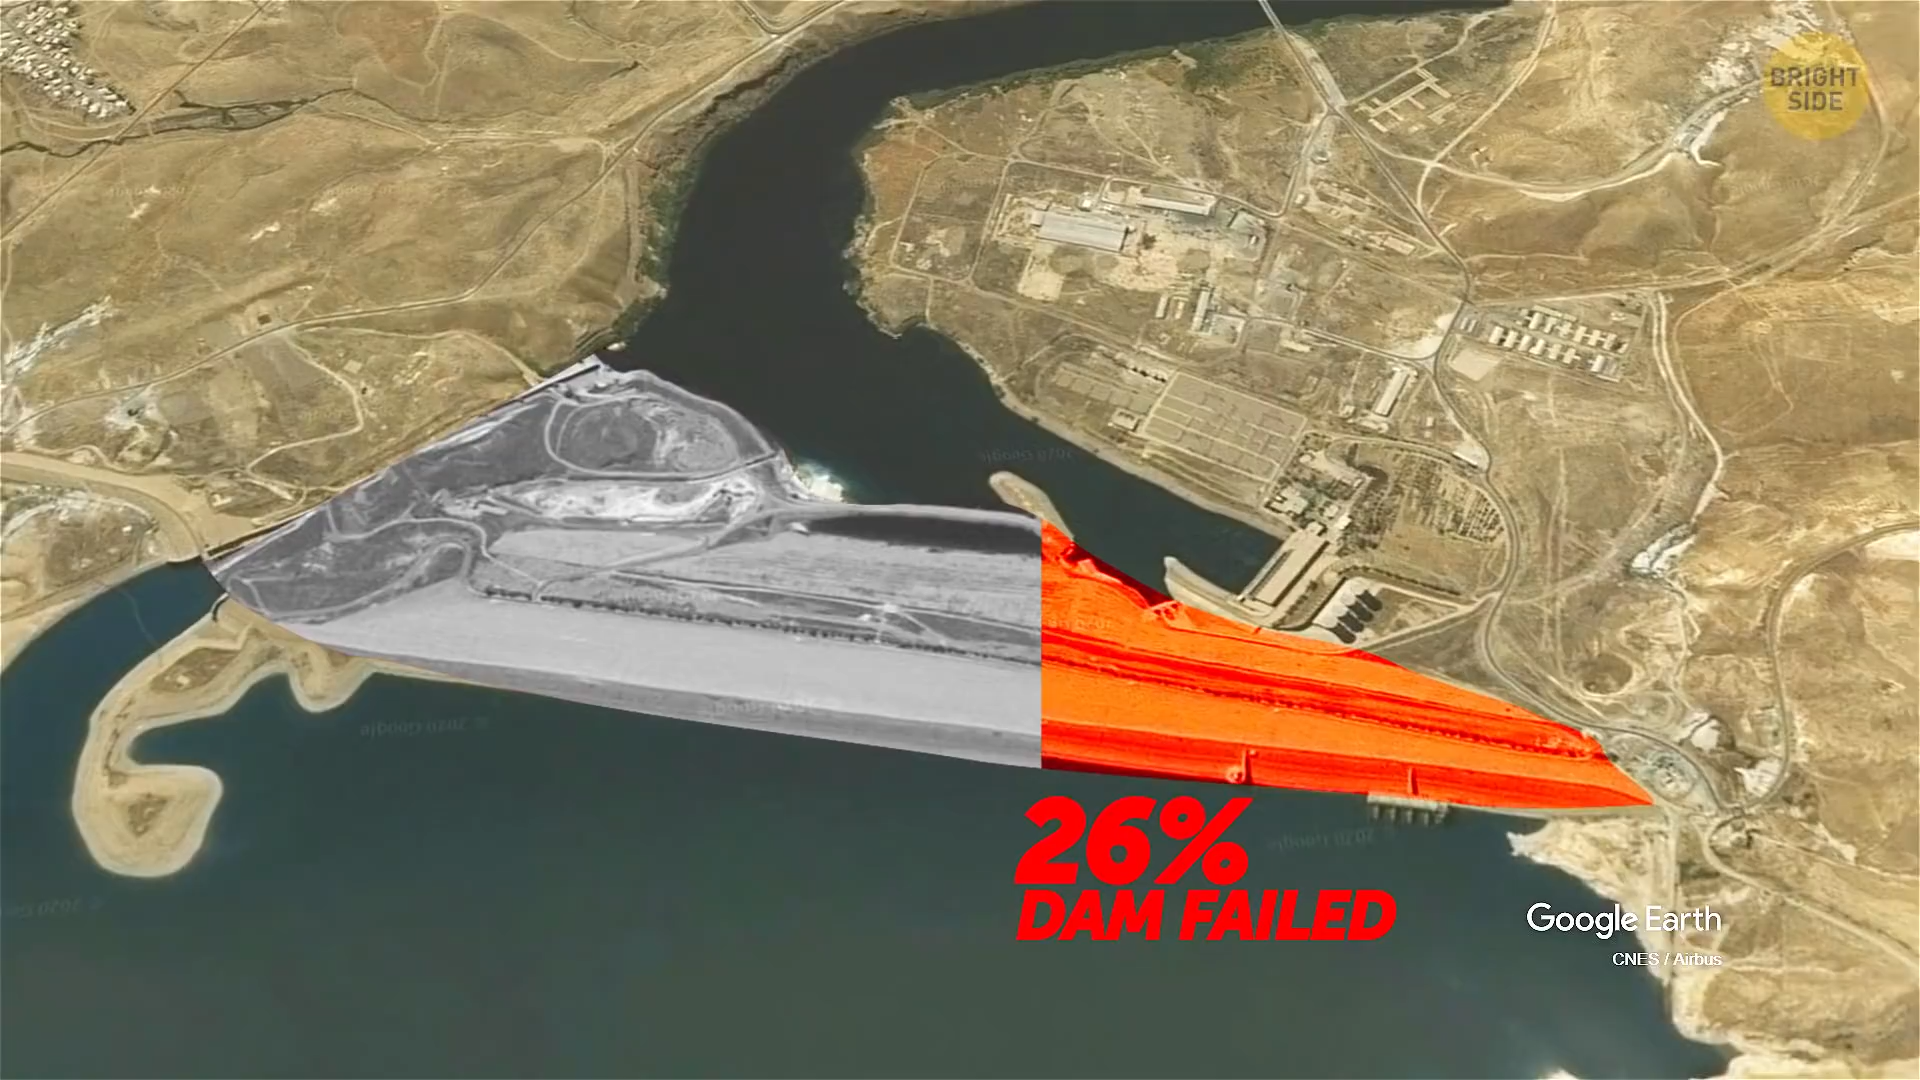 BRIGHT
SIDE
26%
DAM FAILED
Google Earth
CNES / Airbus